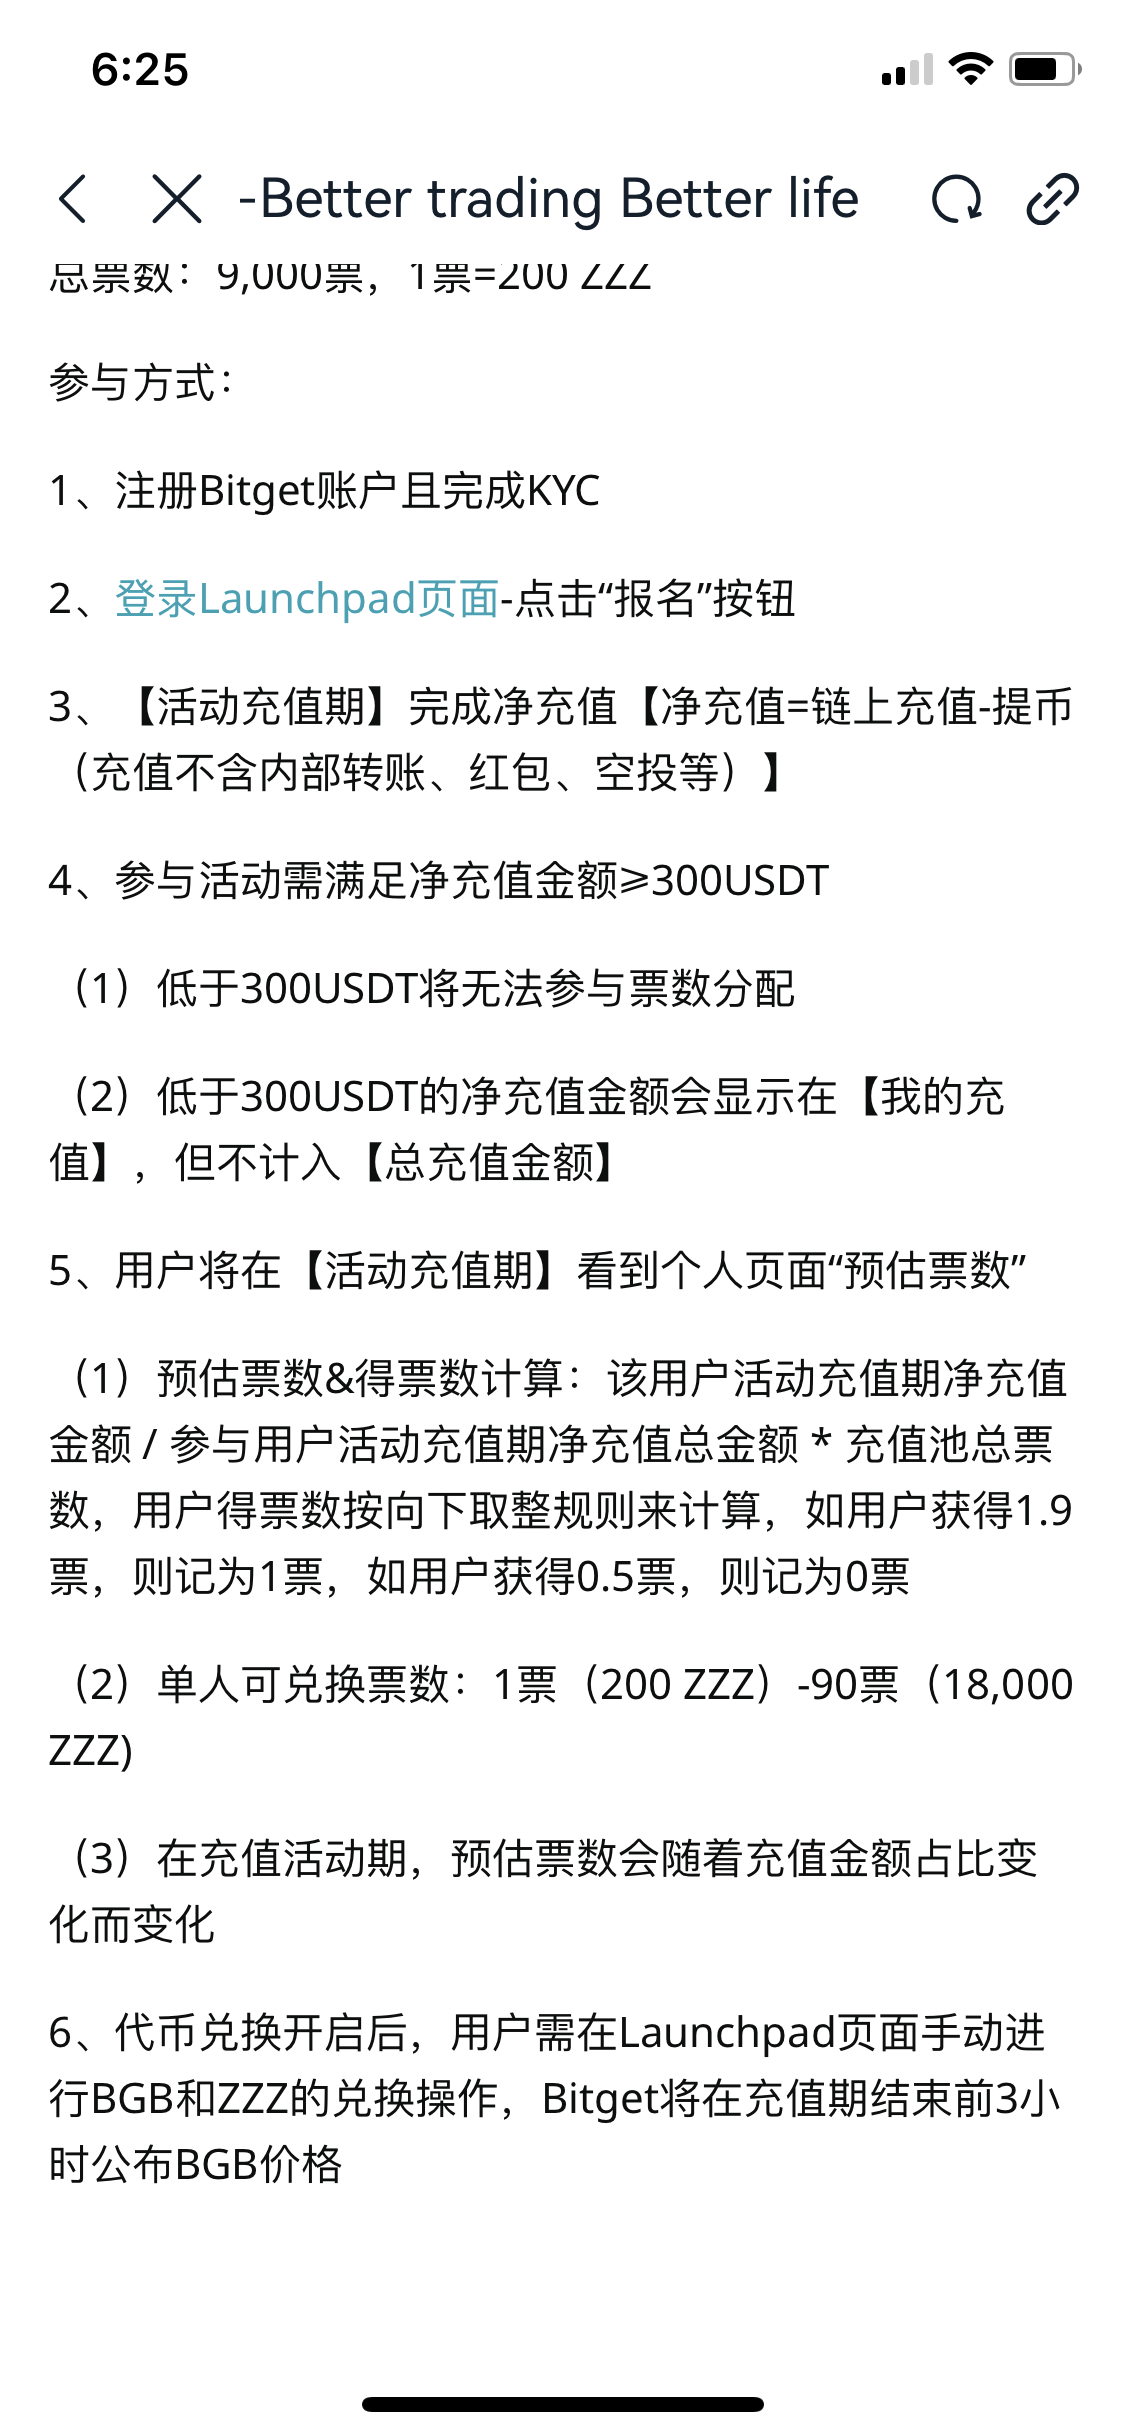 6:25
-Better trading Better life
总票数：9,000票，1票=200 ZZZ
参与方式：
1、注册Bitget账户且完成KYC
2、登录Launchpad页面-点击“报名”按钮
3、【活动充值期】完成净充值【净充值=链上充值-提币
（充值不含内部转账、红包、空投等）】
4、参与活动需满足净充值金额≥300USDT
（1）低于300USDT将无法参与票数分配
（2）低于300USDT的净充值金额会显示在【我的充
值】，但不计入【总充值金额】
5、用户将在【活动充值期】看到个人页面“预估票数”
（1）预估票数&得票数计算：该用户活动充值期净充值
金额 / 参与用户活动充值期净充值总金额 * 充值池总票
数，用户得票数按向下取整规则来计算，如用户获得1.9
票，则记为1票，如用户获得0.5票，则记为0票
（2）单人可兑换票数：1票（200 ZZZ）-90票（18,000
ZZZ)
（3）在充值活动期，预估票数会随着充值金额占比变
化而变化
6、代币兑换开启后，用户需在Launchpad页面手动进
行BGB和ZZZ的兑换操作，Bitget将在充值期结束前3小
时公布BGB价格